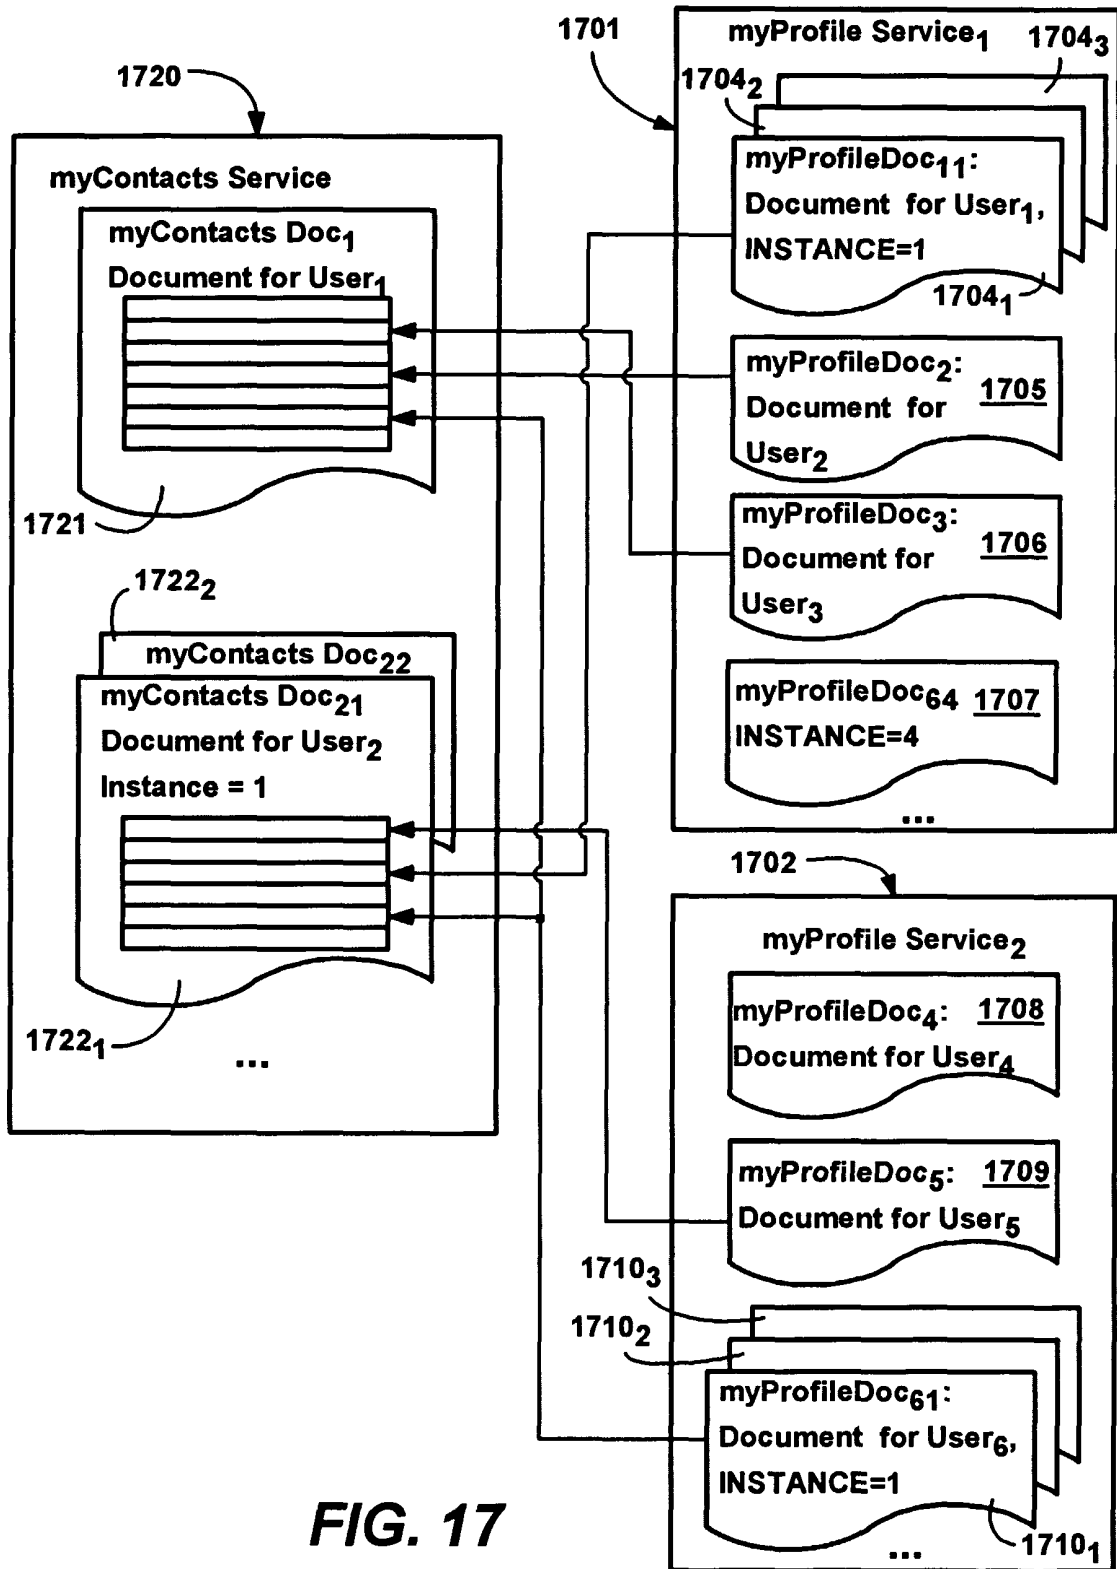 1720
myContacts Service
myContacts Doc1
Document for User1
1721
17222
myContacts Doc22
myContacts Doc21
Document for User2
Instance = 1
17221
...
1701
myProfile Service1
17043
17042
myProfileDoc11:
Document for User1,
INSTANCE=1
17041
myProfileDoc2:
Document for 1705
User2
myProfileDoc3:
Document for 1706
User3
myProfileDoc64 1707
INSTANCE=4
...
1702
myProfile Service2
myProfileDoc4: 1708
Document for User4
myProfileDoc5: 1709
Document for User5
17103
17102
myProfileDoc61:
Document for User6,
INSTANCE=1
17101
...
FIG. 17